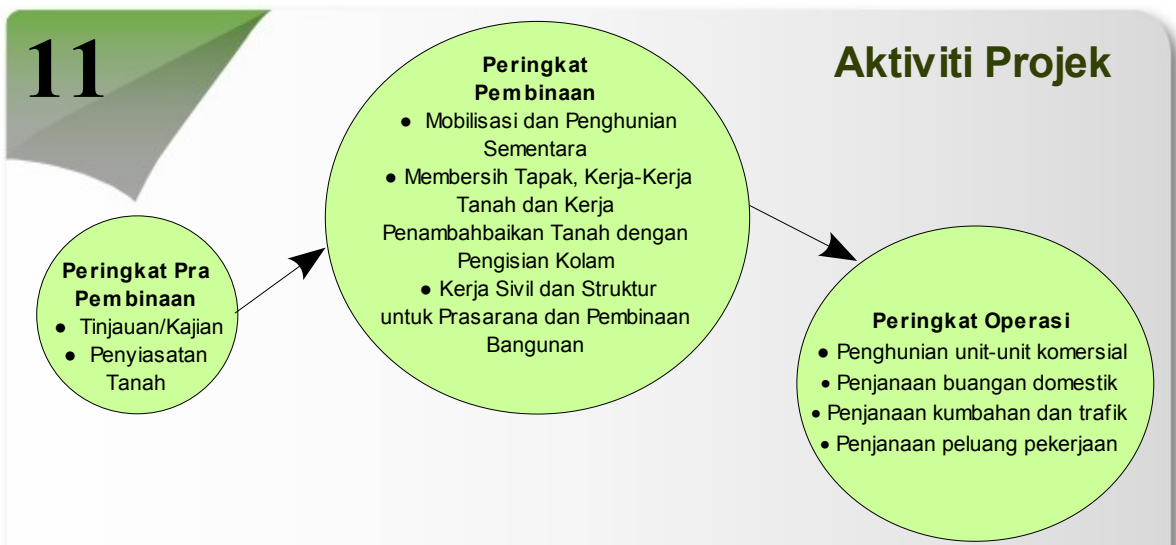 11
Aktiviti Projek
Peringkat Pra
Pembinaan
● Tinjauan/Kajian
● Penyiasatan
Tanah
Peringkat
Pembinaan
● Mobilisasi dan Penghunian
Sementara
● Membersih Tapak, Kerja-Kerja
Tanah dan Kerja
Penambahbaikan Tanah dengan
Pengisian Kolam
● Kerja Sivil dan Struktur
untuk Prasarana dan Pembinaan
Bangunan
Peringkat Operasi
● Penghunian unit-unit komersial
● Penjanaan buangan domestik
● Penjanaan kumbahan dan trafik
● Penjanaan peluang pekerjaan